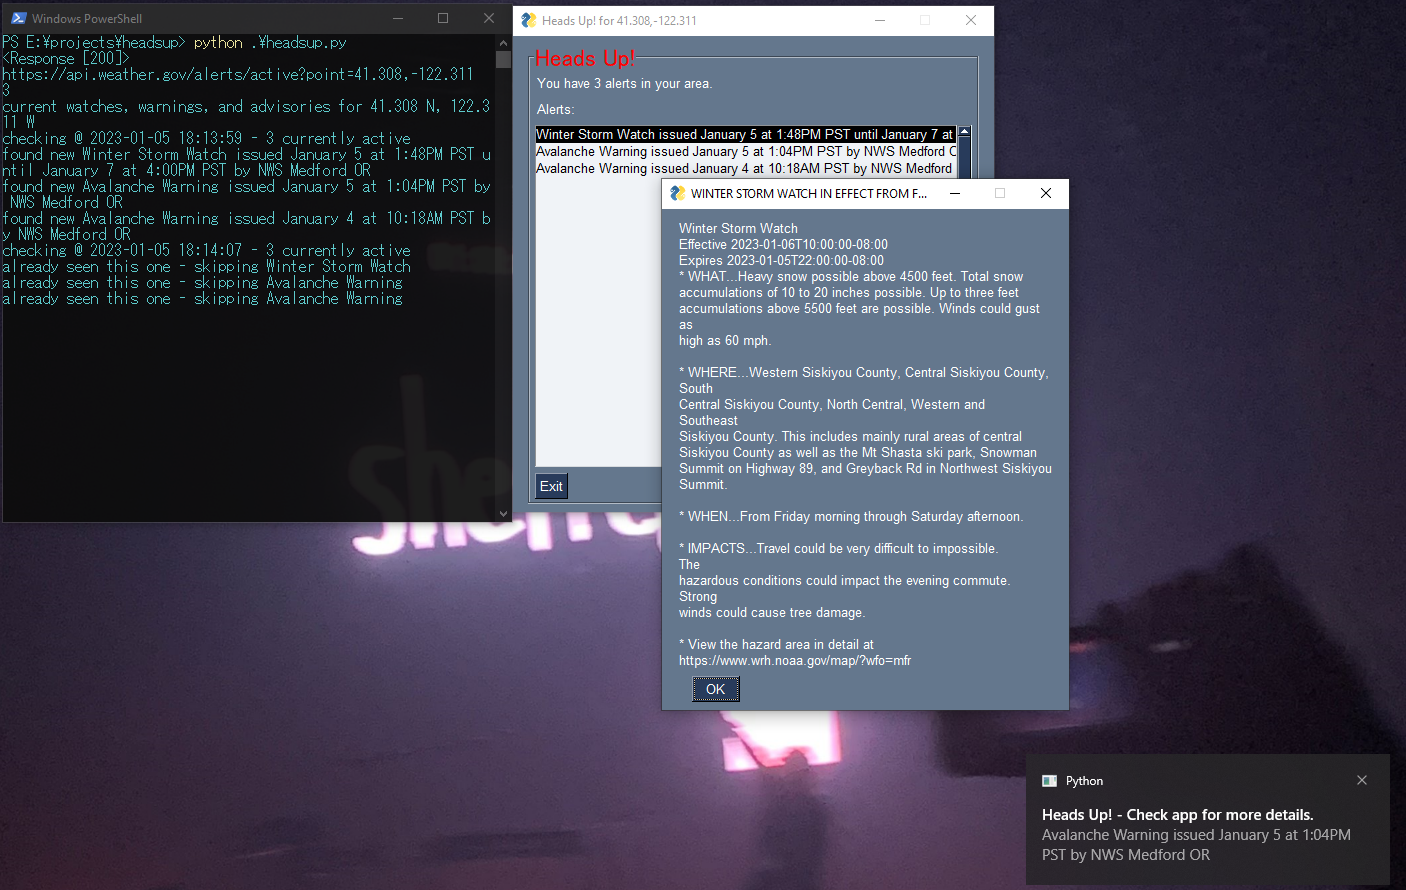 Windows PowerShell
PS E:¥projects¥headsup> python .¥headsup.py
<Response [200]>
https://api.weather.gov/alerts/active?point=41.308,-122.311
3
current watches, warnings, and advisories for 41.308 N, 122.3
11 W
checking @ 2023-01-05 18:13:59 - 3 currently active
found new Winter Storm Watch issued January 5 at 1:48PM PST u
ntil January 7 at 4:00PM PST by NWS Medford OR
found new Avalanche Warning issued January 5 at 1:04PM PST by
 NWS Medford OR
found new Avalanche Warning issued January 4 at 10:18AM PST b
y NWS Medford OR
checking @ 2023-01-05 18:14:07 - 3 currently active
already seen this one - skipping Winter Storm Watch
already seen this one - skipping Avalanche Warning
already seen this one - skipping Avalanche Warning
Heads Up! for 41.308,-122.311
Heads Up!
You have 3 alerts in your area.
Alerts:
Winter Storm Watch issued January 5 at 1:48PM PST until January 7 at
Avalanche Warning issued January 5 at 1:04PM PST by NWS Medford
Avalanche Warning issued January 4 at 10:18AM PST by NWS Medford
Exit
WINTER STORM WATCH IN EFFECT FROM F...
Winter Storm Watch
Effective 2023-01-06T10:00:00-08:00
Expires 2023-01-05T22:00:00-08:00
* WHAT...Heavy snow possible above 4500 feet. Total snow
accumulations of 10 to 20 inches possible. Up to three feet
accumulations above 5500 feet are possible. Winds could gust
as
high as 60 mph.
* WHERE...Western Siskiyou County, Central Siskiyou County,
South
Central Siskiyou County, North Central, Western and
Southeast
Siskiyou County. This includes mainly rural areas of central
Siskiyou County as well as the Mt Shasta ski park, Snowman
Summit on Highway 89, and Greyback Rd in Northwest Siskiyou
Summit.
* WHEN...From Friday morning through Saturday afternoon.
* IMPACTS...Travel could be very difficult to impossible.
The
hazardous conditions could impact the evening commute.
Strong
winds could cause tree damage.
* View the hazard area in detail at
https://www.wrh.noaa.gov/map/?wfo=mfr
OK
Python
Heads Up! - Check app for more details.
Avalanche Warning issued January 5 at 1:04PM
PST by NWS Medford OR